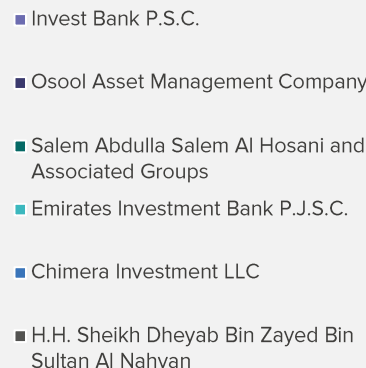 Invest Bank P.S.C.
Osool Asset Management Company
Salem Abdulla Salem Al Hosani and
Associated Groups
Emirates Investment Bank P.J.S.C.
Chimera Investment LLC
H.H. Sheikh Dheyab Bin Zayed Bin
Sultan Al Nahyan